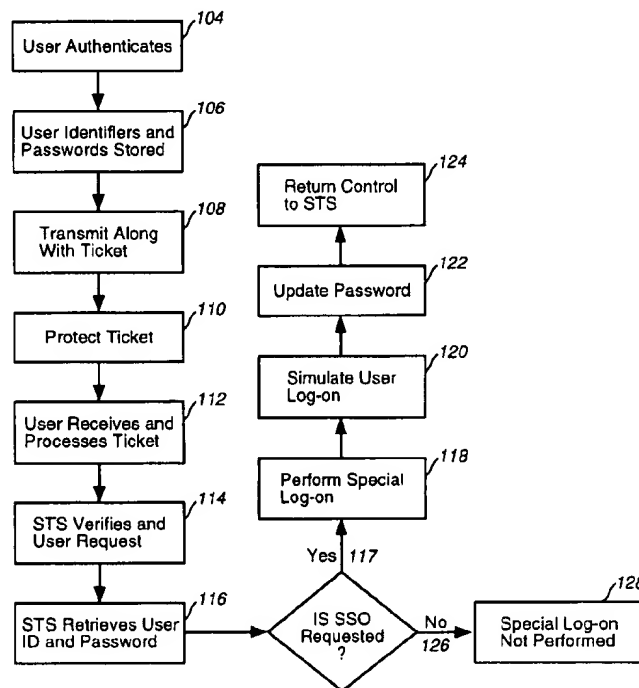 104
User Authenticates
106
User Identifiers and
Passwords Stored
108
Transmit Along
With Ticket
110
Protect Ticket
112
User Receives and
Processes Ticket
114
STS Verifies and
User Request
116
STS Retrieves User
ID and Password
IS SSO
Requested
?
Yes 117
118
Perform Special
Log-on
120
Simulate User
Log-on
122
Update Password
124
Return Control
to STS
No
126
128
Special Log-on
Not Performed